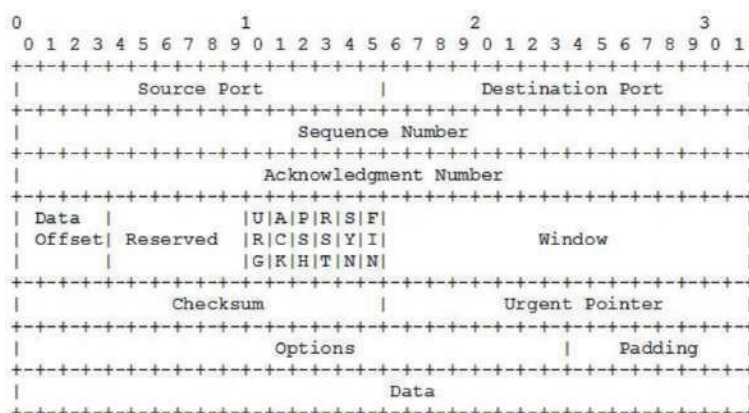 0                   1                   2                   3
0 1 2 3 4 5 6 7 8 9 0 1 2 3 4 5 6 7 8 9 0 1 2 3 4 5 6 7 8 9 0 1
+-+-+-+-+-+-+-+-+-+-+-+-+-+-+-+-+-+-+-+-+-+-+-+-+-+-+-+-+-+-+-+-
|          Source Port          |       Destination Port
+-+-+-+-+-+-+-+-+-+-+-+-+-+-+-+-+-+-+-+-+-+-+-+-+-+-+-+-+-+-+-+-
|                        Sequence Number
+-+-+-+-+-+-+-+-+-+-+-+-+-+-+-+-+-+-+-+-+-+-+-+-+-+-+-+-+-+-+-+-
|                    Acknowledgment Number
+-+-+-+-+-+-+-+-+-+-+-+-+-+-+-+-+-+-+-+-+-+-+-+-+-+-+-+-+-+-+-+-
|  Data |           |U|A|P|R|S|F|
| Offset| Reserved  |R|C|S|S|Y|I|            Window
|       |           |G|K|H|T|N|N|
+-+-+-+-+-+-+-+-+-+-+-+-+-+-+-+-+-+-+-+-+-+-+-+-+-+-+-+-+-+-+-+-
|           Checksum            |         Urgent Pointer
+-+-+-+-+-+-+-+-+-+-+-+-+-+-+-+-+-+-+-+-+-+-+-+-+-+-+-+-+-+-+-+-
|                    Options                    |    Padding
+-+-+-+-+-+-+-+-+-+-+-+-+-+-+-+-+-+-+-+-+-+-+-+-+-+-+-+-+-+-+-+-
|                             Data
+-+-+-+-+-+-+-+-+-+-+-+-+-+-+-+-+-+-+-+-+-+-+-+-+-+-+-+-+-+-+-+-